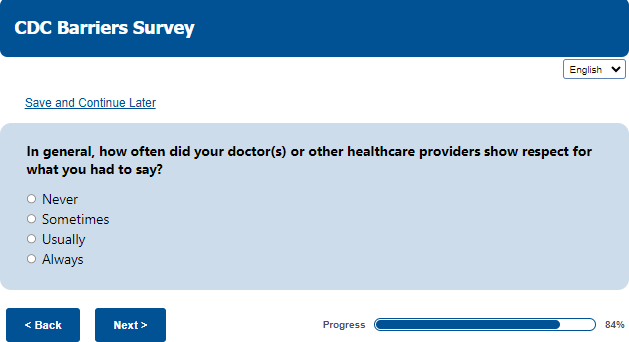 CDC Barriers Survey
English
Save and Continue Later
In general, how often did your doctor(s) or other healthcare providers show respect for
what you had to say?
Never
Sometimes
Usually
Always
< Back
Next >
Progress
84%